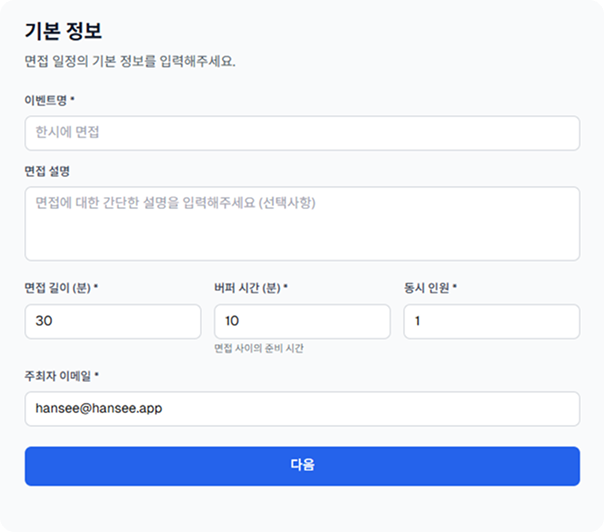 기본 정보
면접 일정의 기본 정보를 입력해주세요.
이벤트명 *
한시에 면접
면접 설명
면접에 대한 간단한 설명을 입력해주세요 (선택사항)
면접 길이 (분) * 버퍼 시간 (분) * 동시 인원 *
30 10 1
면접 사이의 준비 시간
주최자 이메일 *
hansee@hansee.app
다음